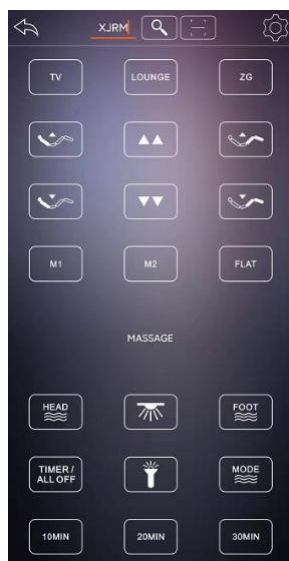 XJRM
TV LOUNGE ZG
M1 M2 FLAT
MASSAGE
HEAD FOOT
TIMER / MODE
ALL OFF
10MIN 20MIN 30MIN